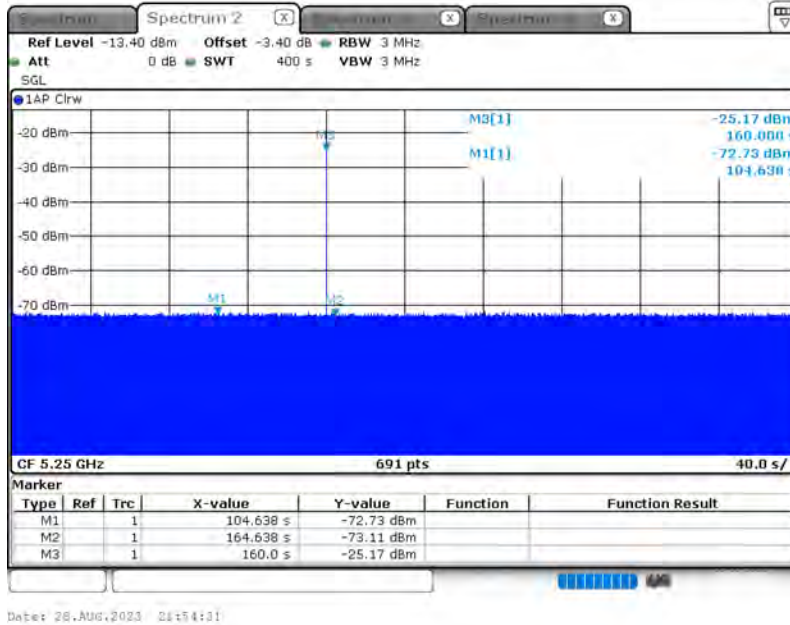 Spectrum 2 X
X
X
Ref Level -13.40 dBm Offset -3.40 dB RBW 3 MHz
Att 0 dB SWT 400 s VBW 3 MHz
SGL
1AP Clrw
M3[1] -25.17 dBm
160.000 s
M1[1] -72.73 dBm
104.638 s
M3
-20 dBm
-30 dBm
-40 dBm
-50 dBm
-60 dBm
M1 M2
-70 dBm
CF 5.25 GHz 691 pts 40.0 s/
Marker
Type Ref Trc X-value Y-value Function Function Result
M1 1 104.638 s -72.73 dBm
M2 1 164.638 s -73.11 dBm
M3 1 160.0 s -25.17 dBm
Date: 28.AUG.2023 21:54:31